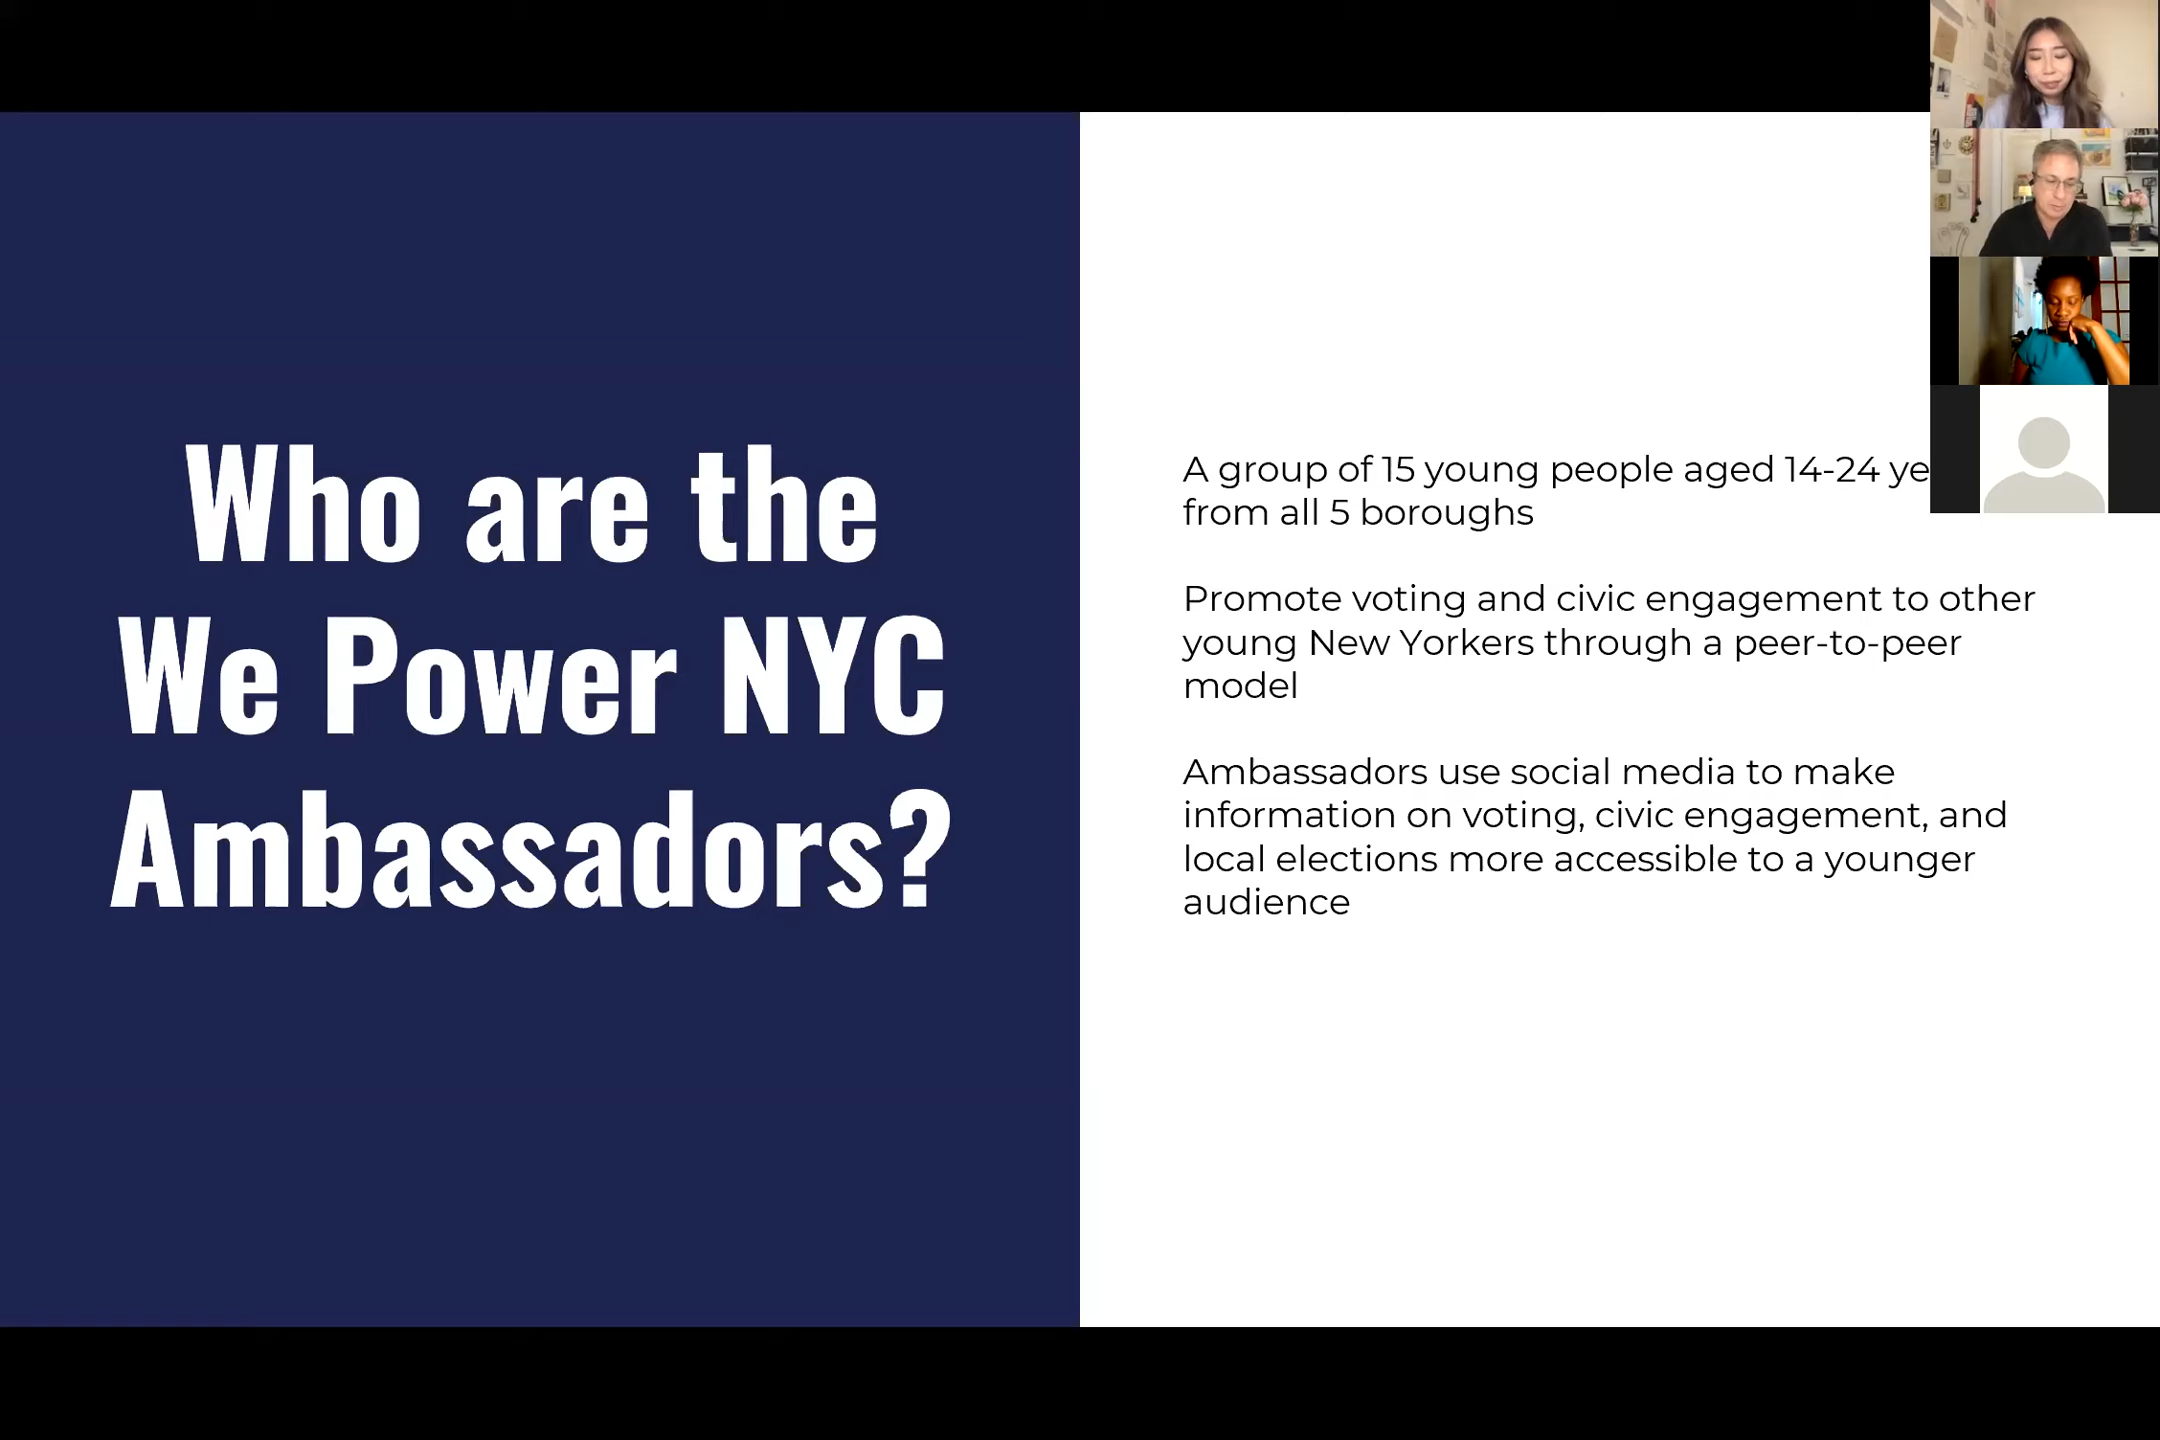 Who are the
We Power NYC
Ambassadors?
A group of 15 young people aged 14-24
from all 5 boroughs
Promote voting and civic engagement to other
young New Yorkers through a peer-to-peer
model
Ambassadors use social media to make
information on voting, civic engagement, and
local elections more accessible to a younger
audience